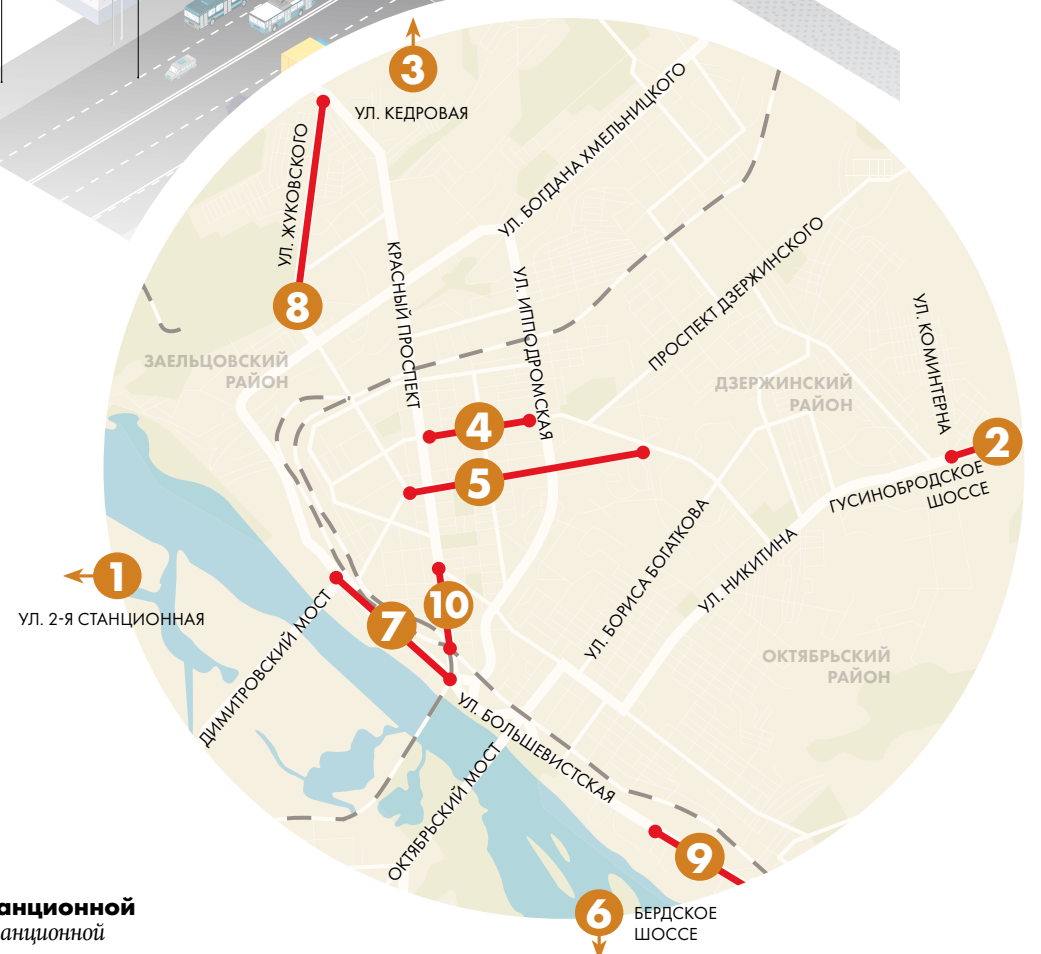 3
УЛ. КЕДРОВАЯ
УЛ. БОГДАНА ХМЕЛЬНИЦКОГО
УЛ. ЖУКОВСКОГО
8
КРАСНЫЙ ПРОСПЕКТ
УЛ. ИППОДРОМСКАЯ
ПРОСПЕКТ ДЗЕРЖИНСКОГО
УЛ. КОМИНТЕРНА
ЗАЕЛЬЦОВСКИЙ
РАЙОН
ДЗЕРЖИНСКИЙ
РАЙОН
4
5
2
ГУСИНОБРОДСКОЕ
ШОССЕ
УЛ. БОРИСА БОГАТКОВА
УЛ. НИКИТИНА
1
УЛ. 2-Я СТАНЦИОННАЯ
10
7
ДИМИТРОВСКИЙ МОСТ
ОКТЯБРЬСКИЙ
РАЙОН
УЛ. БОЛЬШЕВИСТСКАЯ
ОКТЯБРЬСКИЙ МОСТ
9
6
БЕРДСКОЕ
ШОССЕ
анционной
анционной